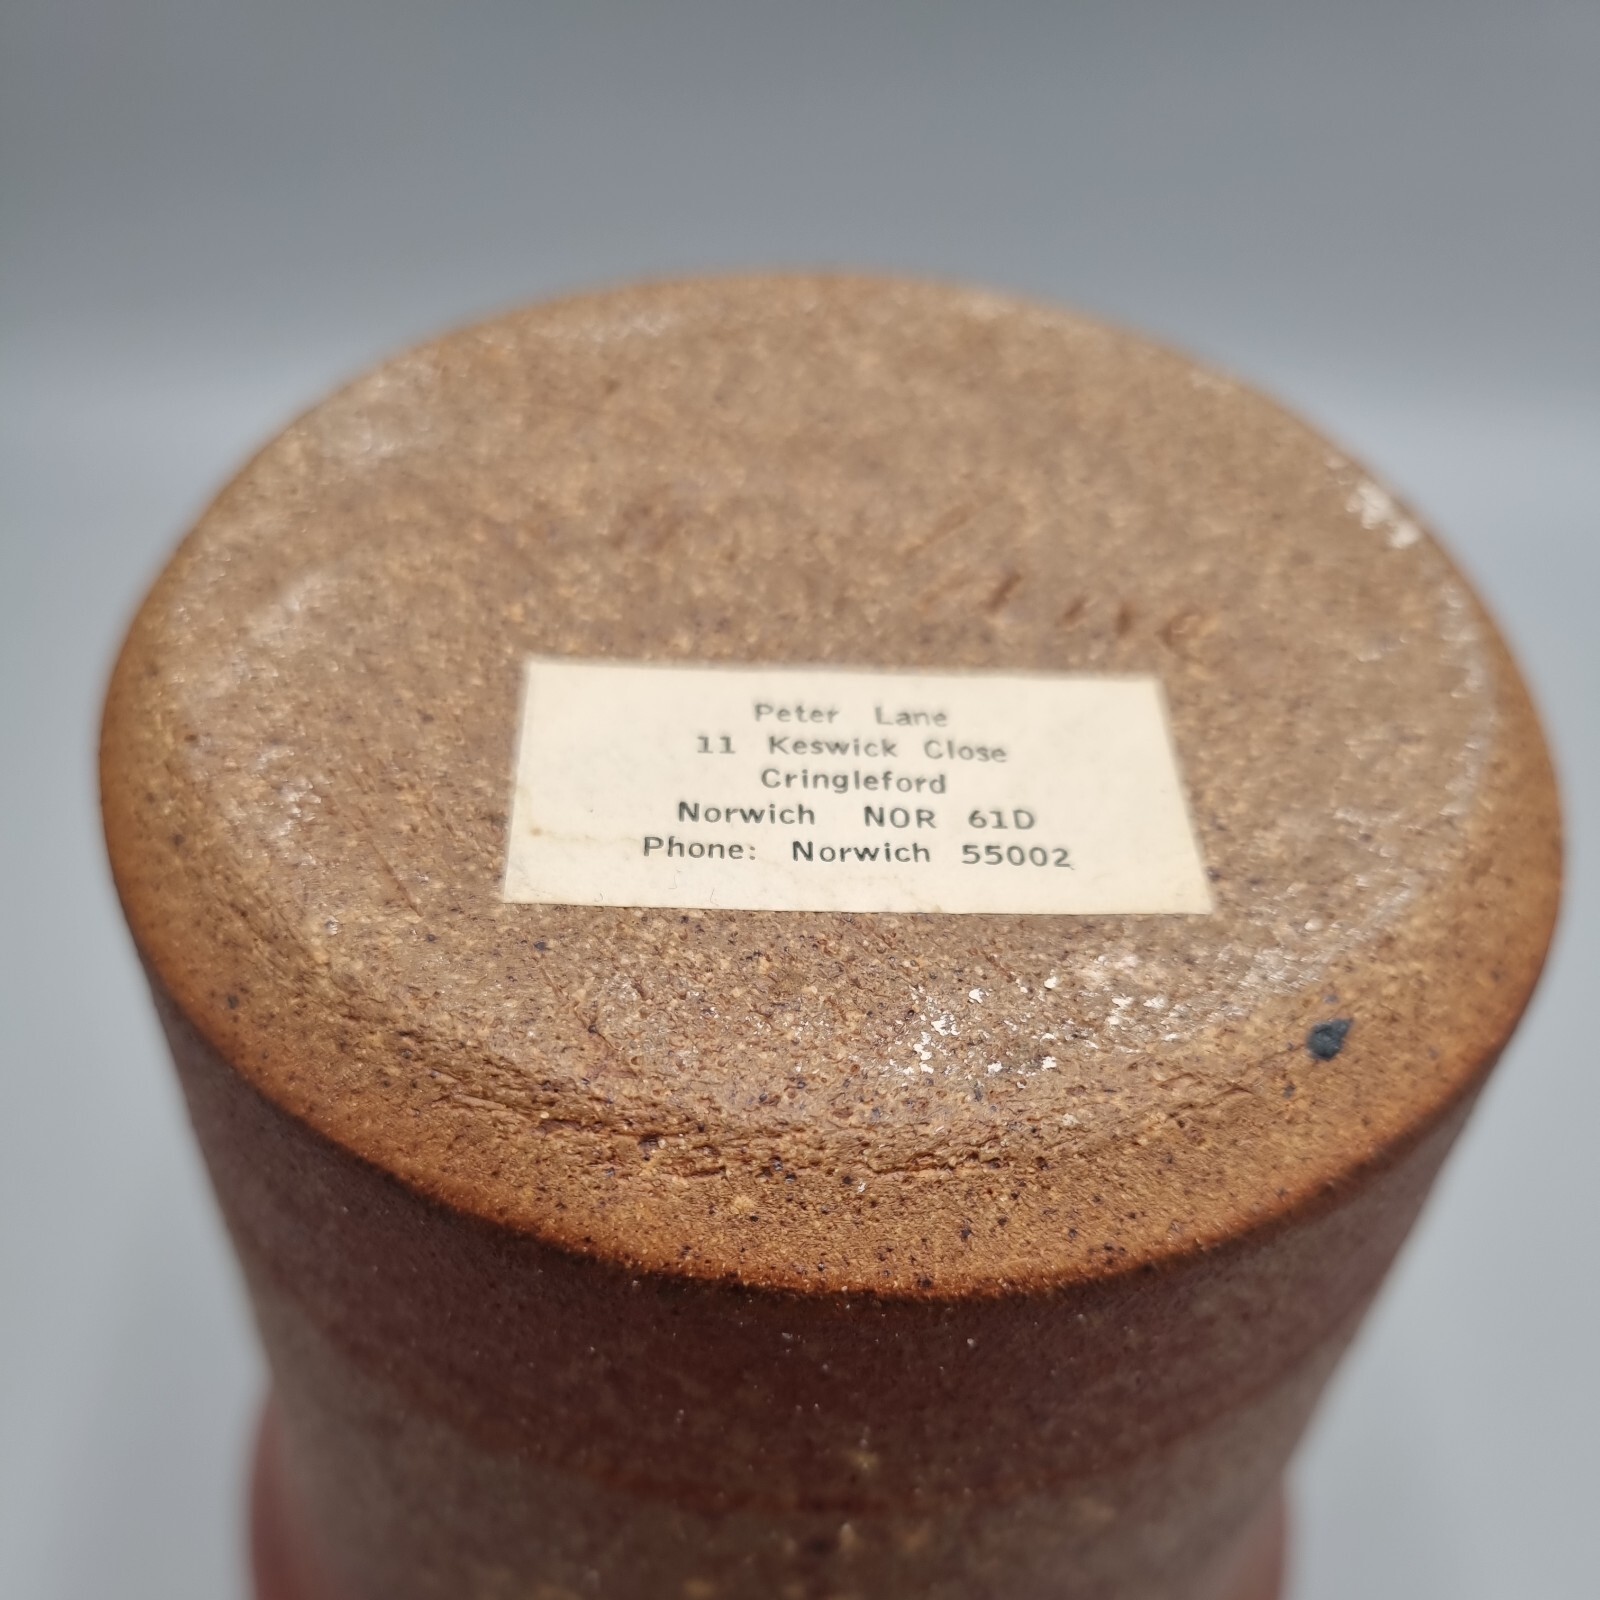 Peter Lane
11 Keswick Close
Cringleford
Norwich NOR 61D
Phone: Norwich 55002